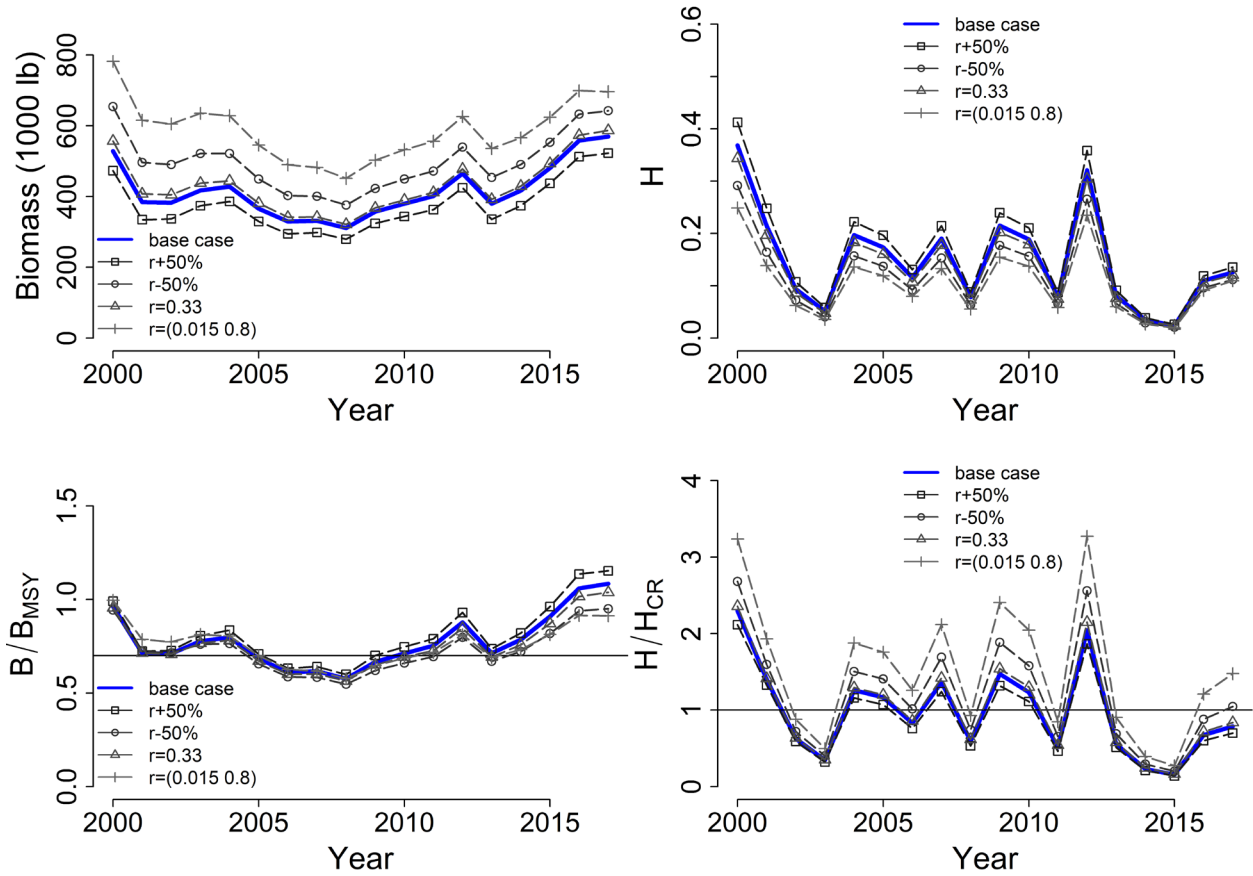 Biomass (1000 lb)
800
600
400
200
0
base case
r+50%
r-50%
r=0.33
r=(0.015 0.8)
2000 2005 2010 2015
Year
H
0.6
0.4
0.2
0.0
base case
r+50%
r-50%
r=0.33
r=(0.015 0.8)
2000 2005 2010 2015
Year
B/BMSY
1.5
1.0
0.5
0.0
base case
r+50%
r-50%
r=0.33
r=(0.015 0.8)
2000 2005 2010 2015
Year
H/HCR
4
3
2
1
0
base case
r+50%
r-50%
r=0.33
r=(0.015 0.8)
2000 2005 2010 2015
Year